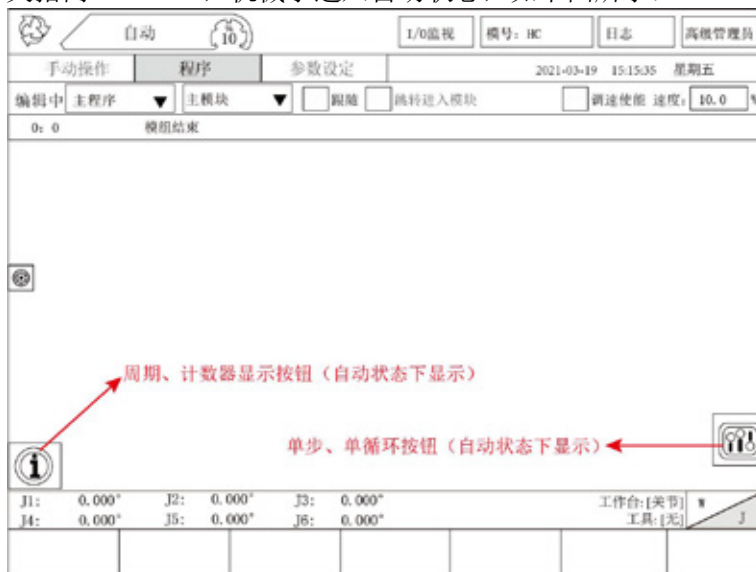 自动 % 10 I/O监视 模号：HC 日志 高级管理员
手动操作 程序 参数设定 2021-03-19 15:15:35 星期五
编辑中 主程序 ▼ 主模块 ▼ 跟随 跳转进入模块 调速使能 速度：10.0
0：0 模组结束
周期、计数器显示按钮（自动状态下显示）
单步、单循环按钮（自动状态下显示）
J1： 0.000° J2： 0.000° J3： 0.000° 工作台：[关节] W
J4： 0.000° J5： 0.000° J6： 0.000° 工具：[无] J